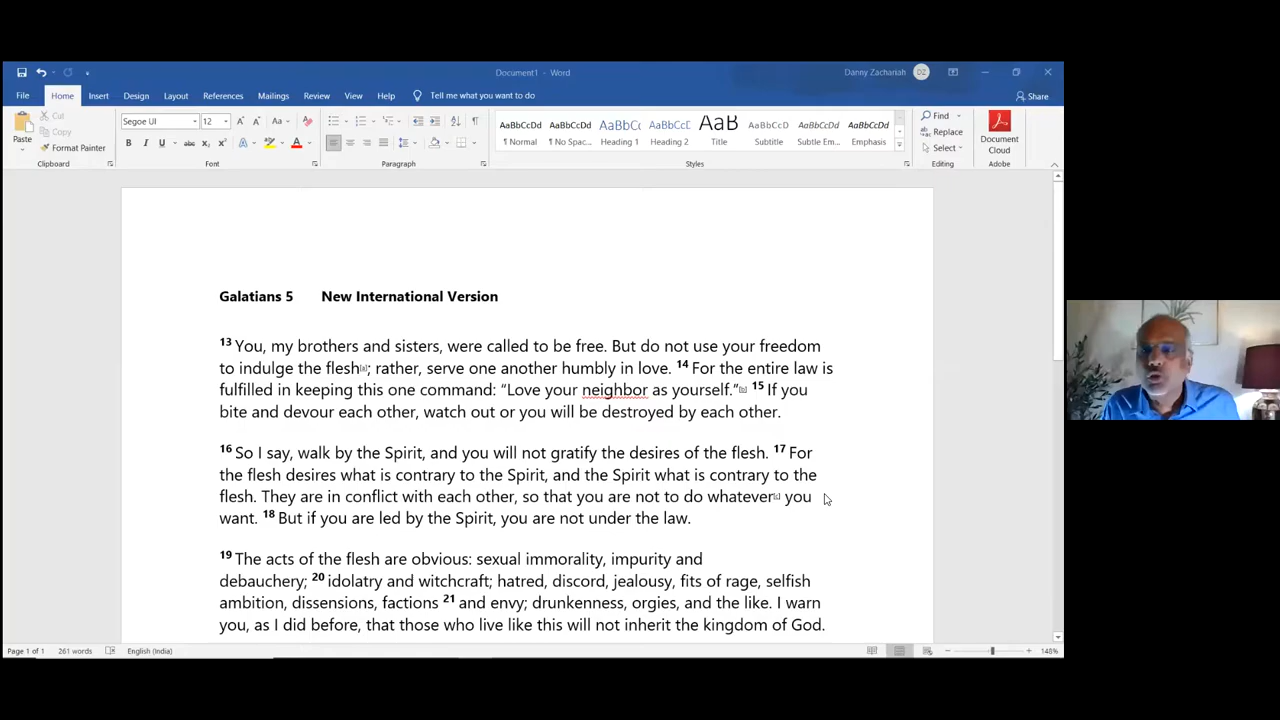 Document1 - Word
Danny Zachariah
DZ
File Home Insert Design Layout References Mailings Review View Help Tell me what you want to do
Share
Paste
Cut
Copy
Format Painter
Clipboard
Segoe UI 12
Font
Paragraph
AaBbCcDd AaBbCcDd AaBbCc AaBbCcD AaB AaBbCcD AaBbCcDd AaBbCcDd
¶ Normal ¶ No Spac... Heading 1 Heading 2 Title Subtitle Subtle Em... Emphasis
Styles
Find
Replace
Select
Editing
Document
Cloud
Adobe
Galatians 5 New International Version
13 You, my brothers and sisters, were called to be free. But do not use your freedom
to indulge the flesh; rather, serve one another humbly in love. 14 For the entire law is
fulfilled in keeping this one command: “Love your neighbor as yourself.” 15 If you
bite and devour each other, watch out or you will be destroyed by each other.
16 So I say, walk by the Spirit, and you will not gratify the desires of the flesh. 17 For
the flesh desires what is contrary to the Spirit, and the Spirit what is contrary to the
flesh. They are in conflict with each other, so that you are not to do whatever you
want. 18 But if you are led by the Spirit, you are not under the law.
19 The acts of the flesh are obvious: sexual immorality, impurity and
debauchery; 20 idolatry and witchcraft; hatred, discord, jealousy, fits of rage, selfish
ambition, dissensions, factions 21 and envy; drunkenness, orgies, and the like. I warn
you, as I did before, that those who live like this will not inherit the kingdom of God.
Page 1 of 1 261 words English (India) 148%